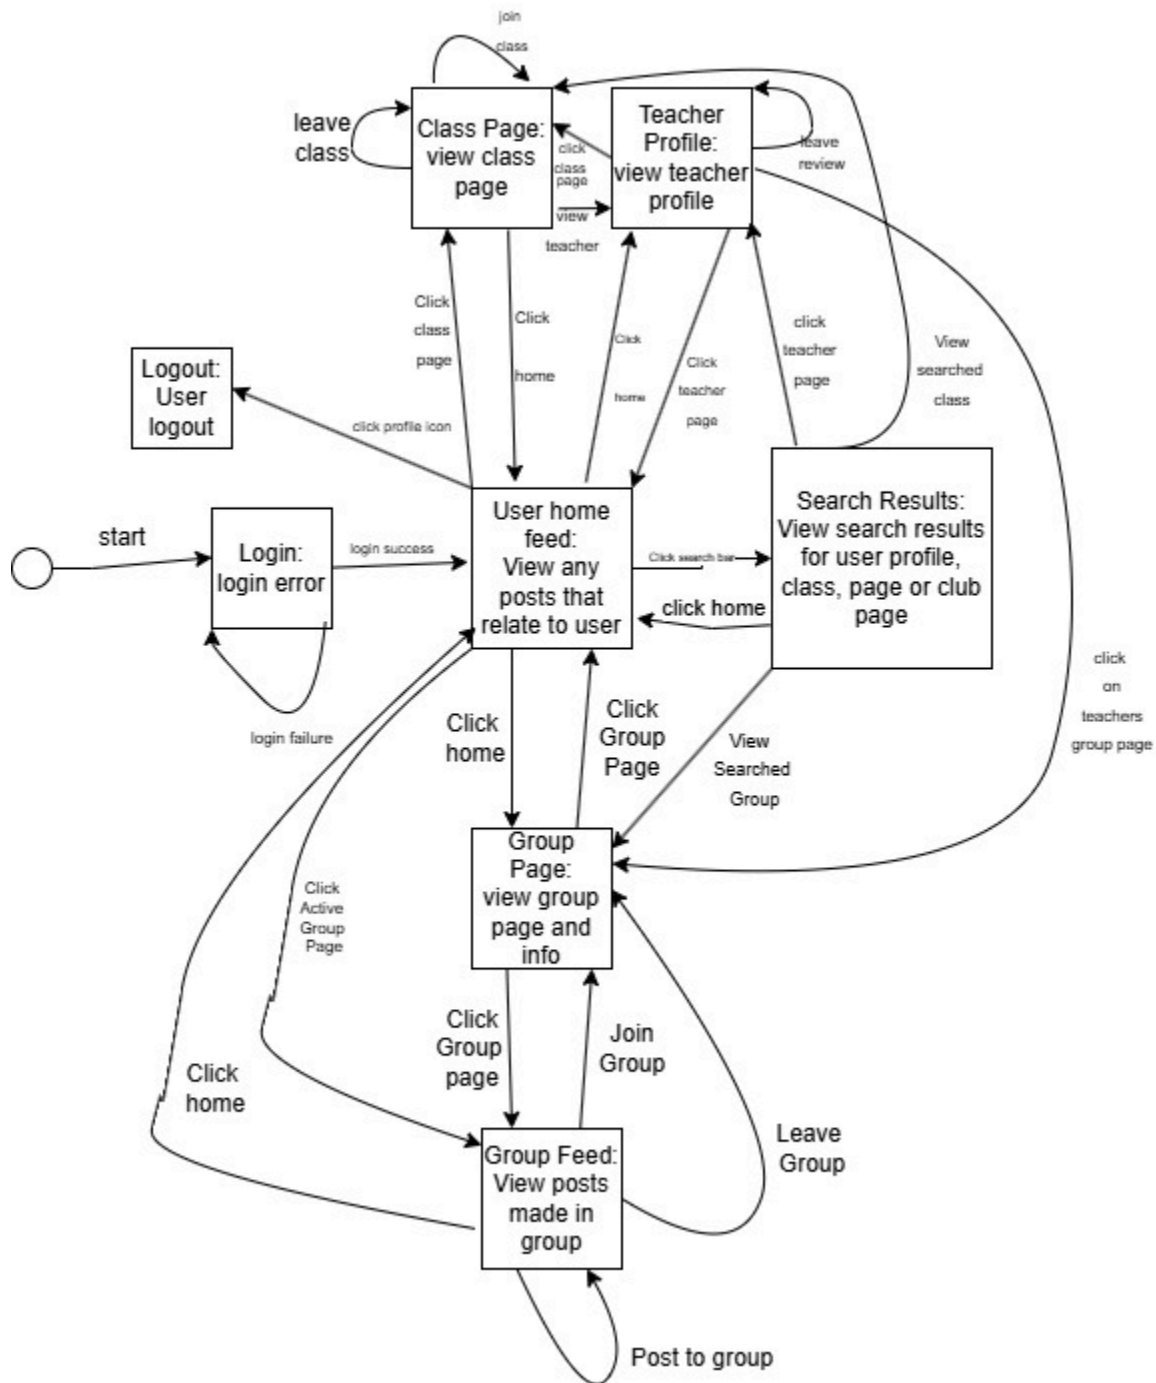 join
class
leave
class
Class Page:
view class
page
click
class
page
view
teacher
Teacher
Profile:
view teacher
profile
leave
review
Click
class
page
Click
home
Click
home
Click
teacher
page
click
teacher
page
View
searched
class
Logout:
User
logout
click profile icon
start
Login:
login error
login success
login failure
User home
feed:
View any
posts that
relate to user
Click search bar
click home
Search Results:
View search results
for user profile,
class, page or club
page
click
on
teachers
group page
Click
home
Click
Group
Page
View
Searched
Group
Group
Page:
view group
page and
info
Click
Active
Group
Page
Click
Group
page
Join
Group
Click
home
Leave
Group
Group Feed:
View posts
made in
group
Post to group